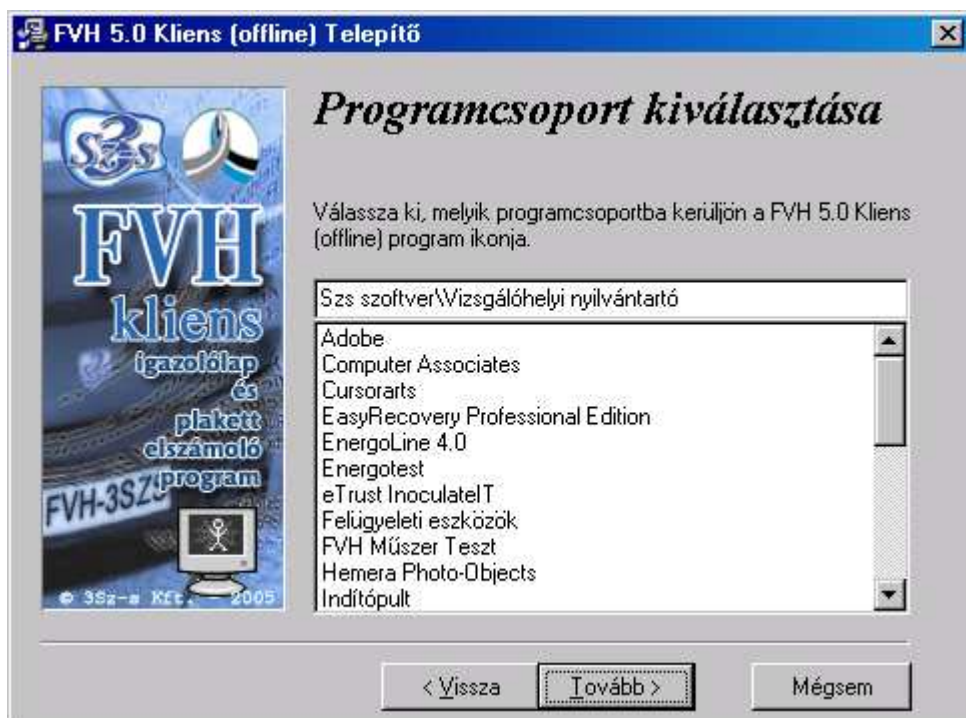 FVH 5.0 Kliens (offline) Telepítő
Sz-s
FVH
kliens
igazolólap
és
plakett
elszámoló
program
FVH-3SZS
© 3Sz-s Kft. - 2005
Programcsoport kiválasztása
Válassza ki, melyik programcsoportba kerüljön a FVH 5.0 Kliens
(offline) program ikonja.
Szs szoftver\Vizsgálóhelyi nyilvántartó
Adobe
Computer Associates
Cursorarts
EasyRecovery Professional Edition
EnergoLine 4.0
Energotest
eTrust InoculateIT
Felügyeleti eszközök
FVH Műszer Teszt
Hemera Photo-Objects
Indítópult
< Vissza
Tovább >
Mégsem